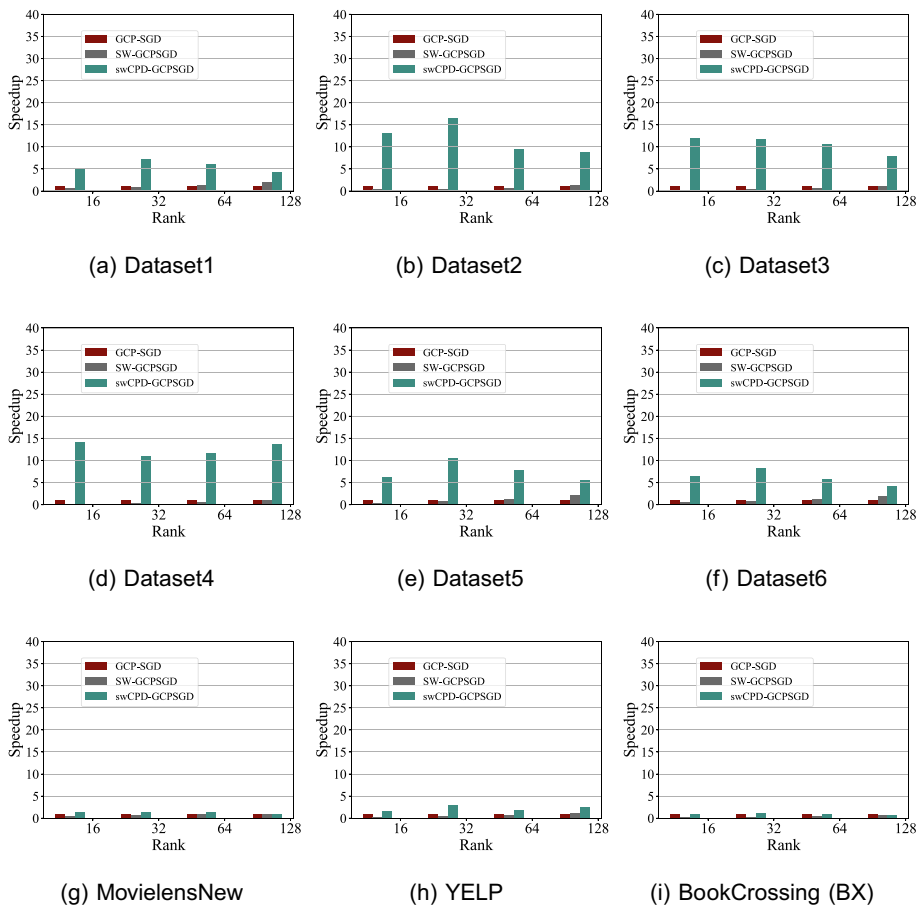 40
35
30
25
20
15
10
5
0
Speedup
GCP-SGD
SW-GCPSGD
swCPD-GCPSGD
16 32 64 128
Rank
(a) Dataset1
40
35
30
25
20
15
10
5
0
Speedup
GCP-SGD
SW-GCPSGD
swCPD-GCPSGD
16 32 64 128
Rank
(b) Dataset2
40
35
30
25
20
15
10
5
0
Speedup
GCP-SGD
SW-GCPSGD
swCPD-GCPSGD
16 32 64 128
Rank
(c) Dataset3
40
35
30
25
20
15
10
5
0
Speedup
GCP-SGD
SW-GCPSGD
swCPD-GCPSGD
16 32 64 128
Rank
(d) Dataset4
40
35
30
25
20
15
10
5
0
Speedup
GCP-SGD
SW-GCPSGD
swCPD-GCPSGD
16 32 64 128
Rank
(e) Dataset5
40
35
30
25
20
15
10
5
0
Speedup
GCP-SGD
SW-GCPSGD
swCPD-GCPSGD
16 32 64 128
Rank
(f) Dataset6
40
35
30
25
20
15
10
5
0
Speedup
GCP-SGD
SW-GCPSGD
swCPD-GCPSGD
16 32 64 128
Rank
(g) MovielensNew
40
35
30
25
20
15
10
5
0
Speedup
GCP-SGD
SW-GCPSGD
swCPD-GCPSGD
16 32 64 128
Rank
(h) YELP
40
35
30
25
20
15
10
5
0
Speedup
GCP-SGD
SW-GCPSGD
swCPD-GCPSGD
16 32 64 128
Rank
(i) BookCrossing (BX)